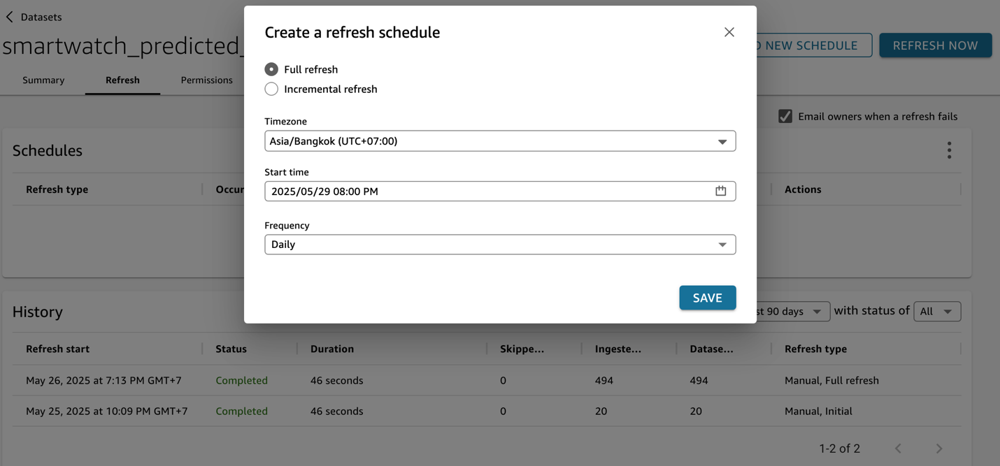 Datasets
smartwatch_predicted_
NEW SCHEDULE
REFRESH NOW
Summary
Refresh
Permissions
Email owners when a refresh fails
Create a refresh schedule
Full refresh
Incremental refresh
Timezone
Asia/Bangkok (UTC+07:00)
Start time
2025/05/29 08:00 PM
Frequency
Daily
SAVE
Schedules
Refresh type
Occur
Actions
History
st 90 days
with status of
All
Refresh start Status Duration Skippe... Ingeste... Datase... Refresh type
May 26, 2025 at 7:13 PM GMT+7 Completed 46 seconds 0 494 494 Manual, Full refresh
May 25, 2025 at 10:09 PM GMT+7 Completed 46 seconds 0 20 20 Manual, Initial
1-2 of 2